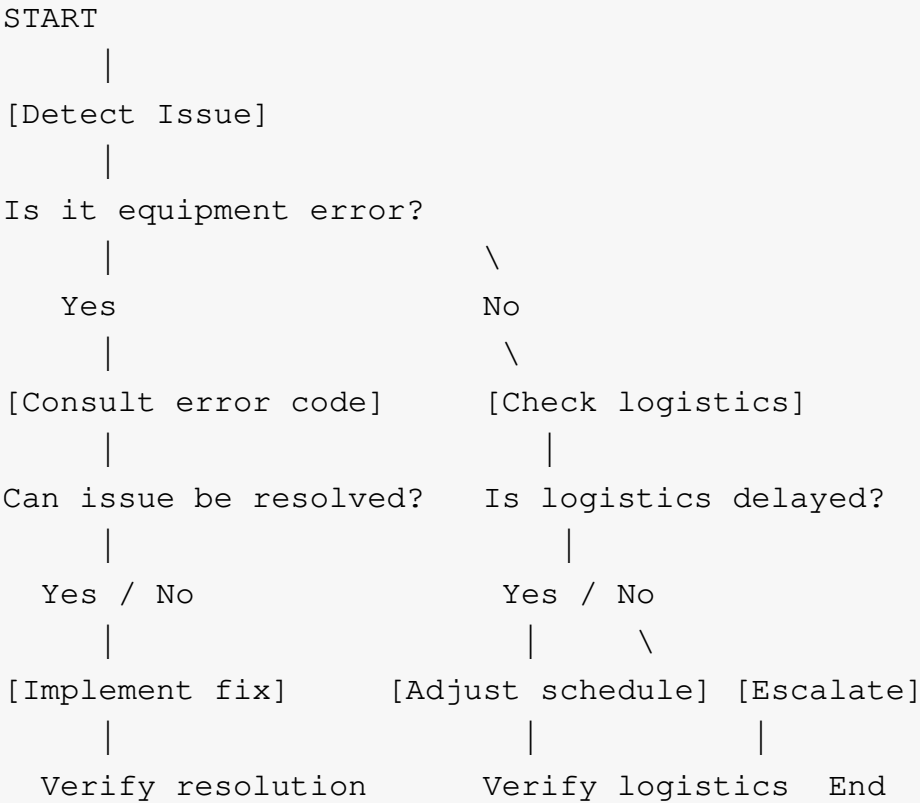 START
|
[Detect Issue]
|
Is it equipment error?
| \
Yes No
| \
[Consult error code] [Check logistics]
| |
Can issue be resolved? Is logistics delayed?
| |
Yes / No Yes / No
| | \
[Implement fix] [Adjust schedule] [Escalate]
| | |
Verify resolution Verify logistics End